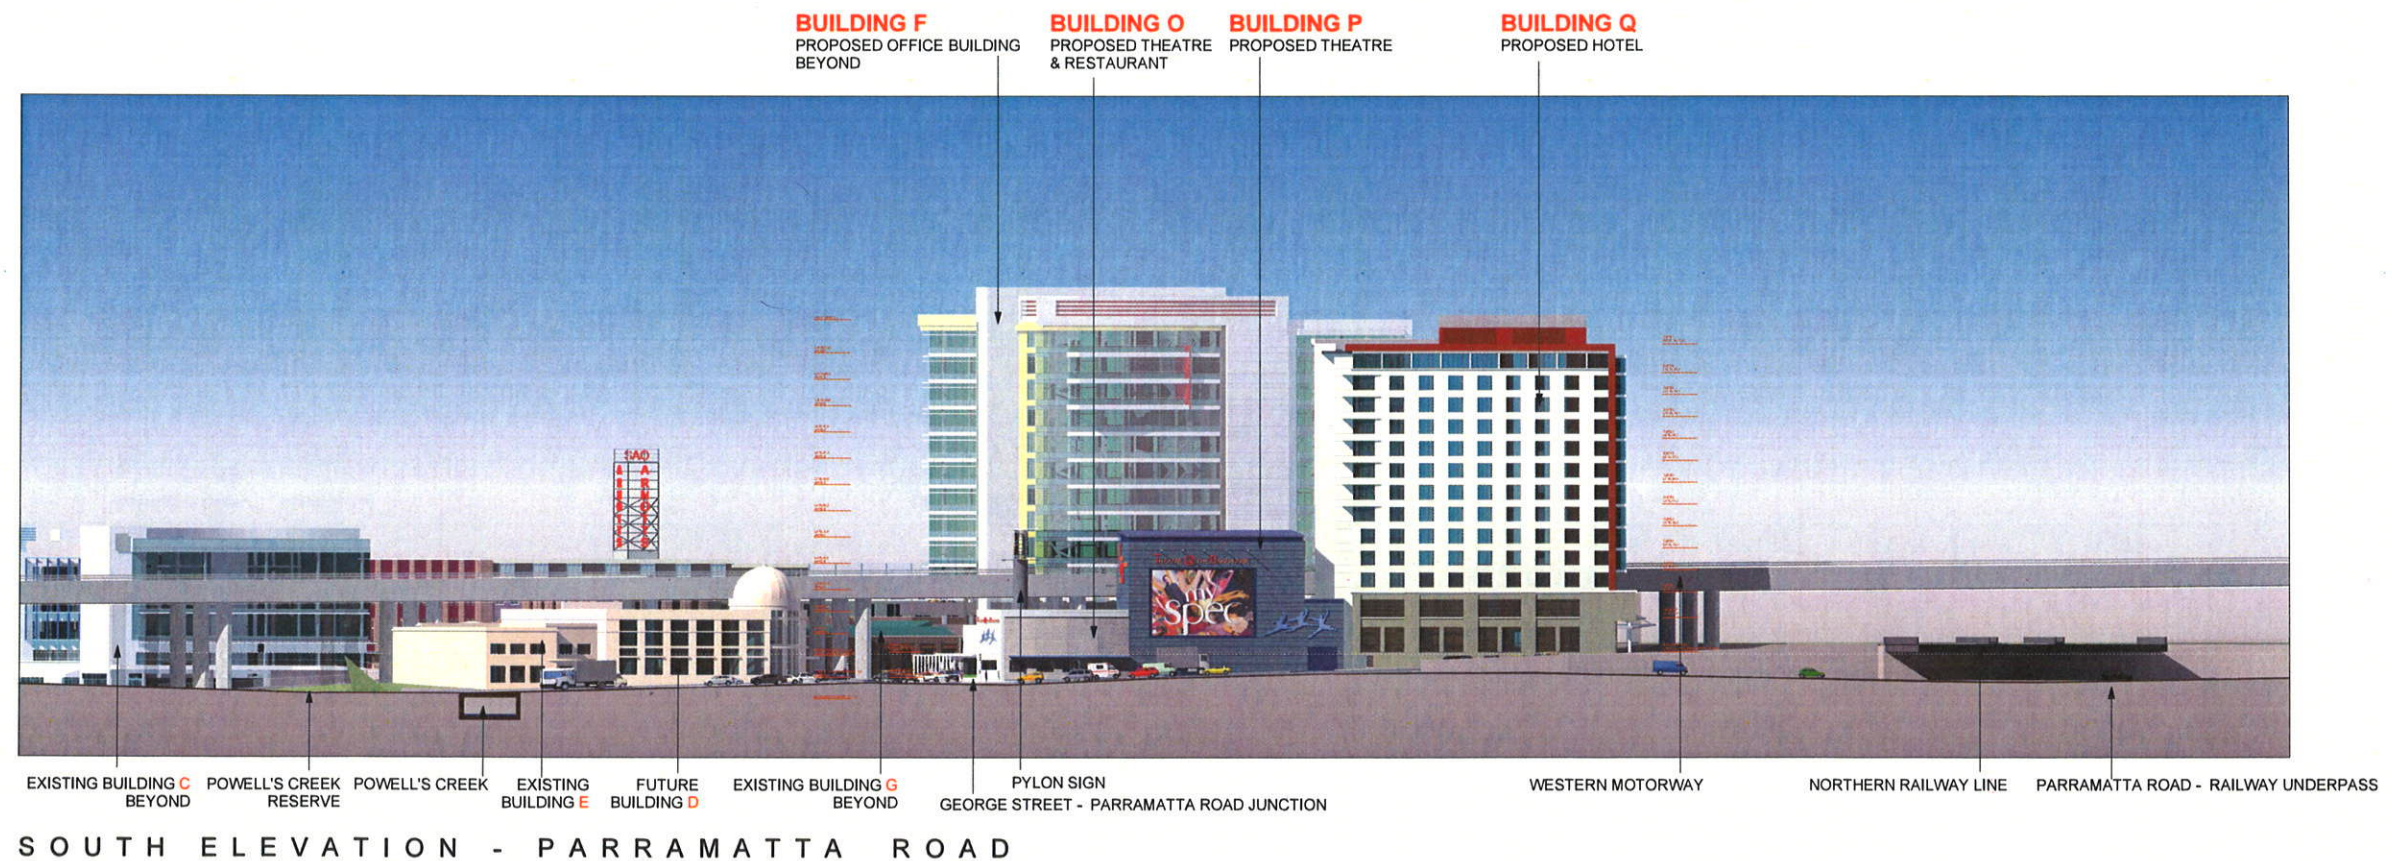 BUILDING F
PROPOSED OFFICE BUILDING
BEYOND
BUILDING O
PROPOSED THEATRE
& RESTAURANT
BUILDING P
PROPOSED THEATRE
BUILDING Q
PROPOSED HOTEL
my
spec
EXISTING BUILDING C
BEYOND
POWELL'S CREEK
RESERVE
POWELL'S CREEK
EXISTING
BUILDING E
FUTURE
BUILDING D
EXISTING BUILDING G
BEYOND
PYLON SIGN
GEORGE STREET - PARRAMATTA ROAD JUNCTION
WESTERN MOTORWAY
NORTHERN RAILWAY LINE
PARRAMATTA ROAD - RAILWAY UNDERPASS
SOUTH ELEVATION - PARRAMATTA ROAD